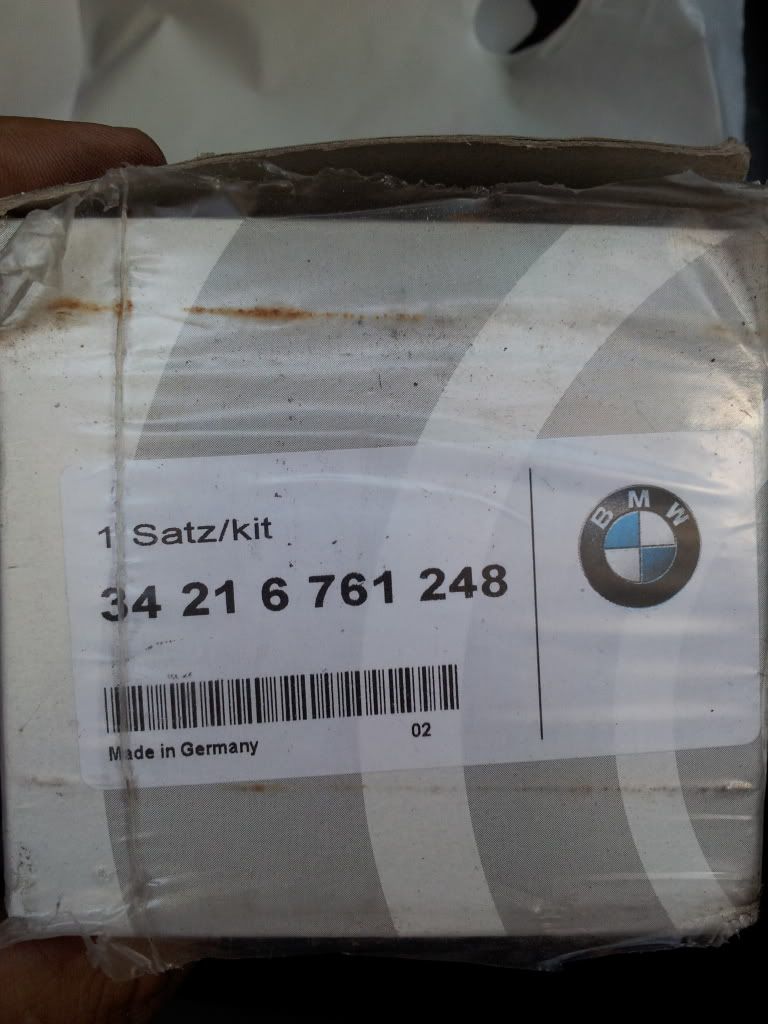 1 Satz/kit
34 21 6 761 248
02
Made in Germany
BMW